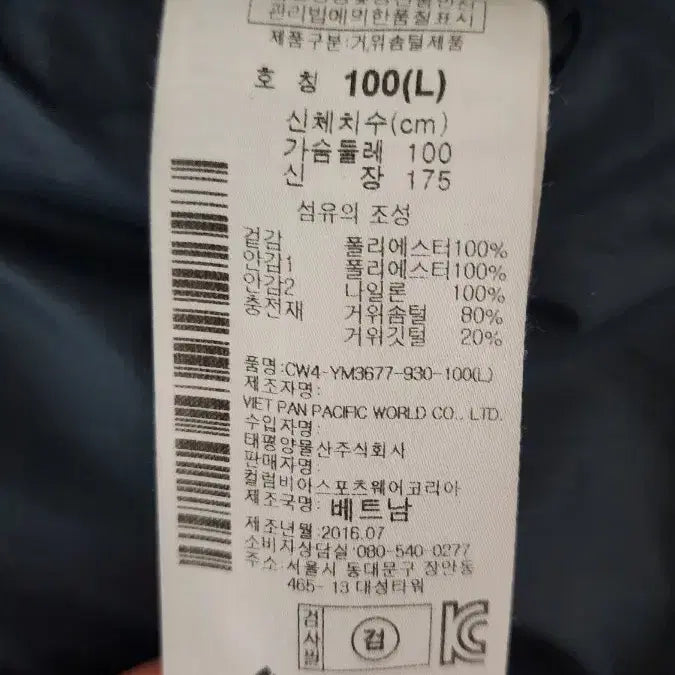 관리법에의한품질표시
제품구분:거위솜털제품
호 칭 100(L)
신체치수(cm)
가슴둘레 100
신 장 175
섬유의 조성
겉감 폴리에스터100%
안감1 폴리에스터100%
안감2 나일론 100%
충전재 거위솜털 80%
거위깃털 20%
품명:CW4-YM3677-930-100(L)
제조자명:
VIET PAN PACIFIC WORLD CO., LTD.
수입자명:
태평양물산주식회사
판매자명:
컬럼비아스포츠웨어코리아
제조국명: 베트남
제조년월:2016.07
소비자상담실:080-540-0277
주소:서울시 동대문구 장안동
465-13 대성타워
검사필
검
KC